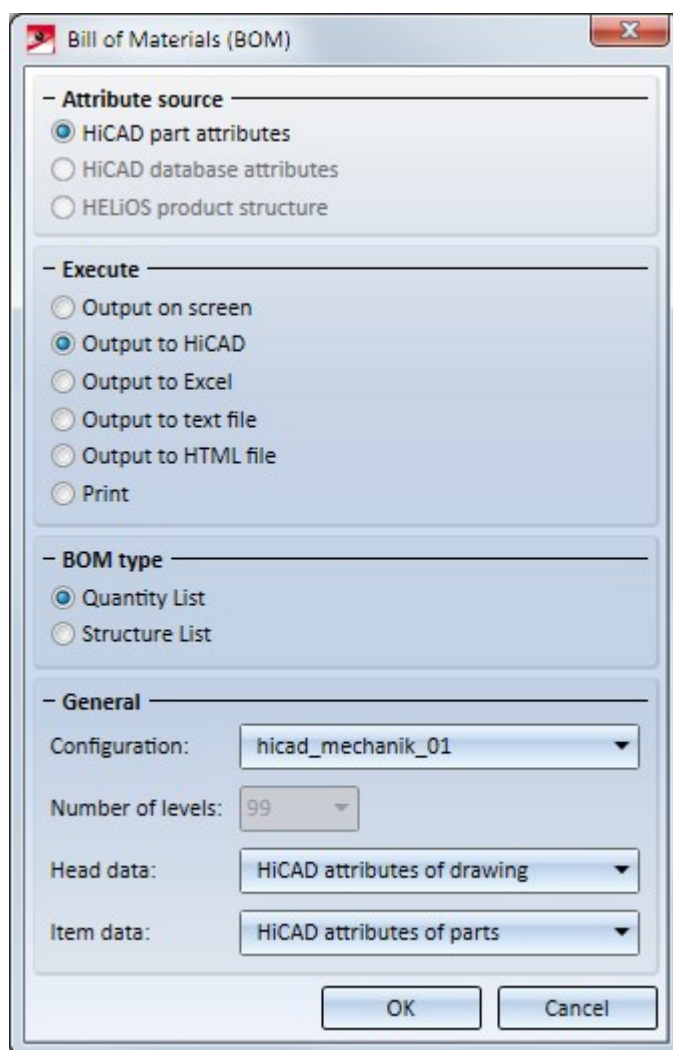 Bill of Materials (BOM)
Attribute source
HiCAD part attributes
HiCAD database attributes
HELiOS product structure
Execute
Output on screen
Output to HiCAD
Output to Excel
Output to text file
Output to HTML file
Print
BOM type
Quantity List
Structure List
General
Configuration: hicad_mechanik_01
Number of levels: 99
Head data: HiCAD attributes of drawing
Item data: HiCAD attributes of parts
OK Cancel